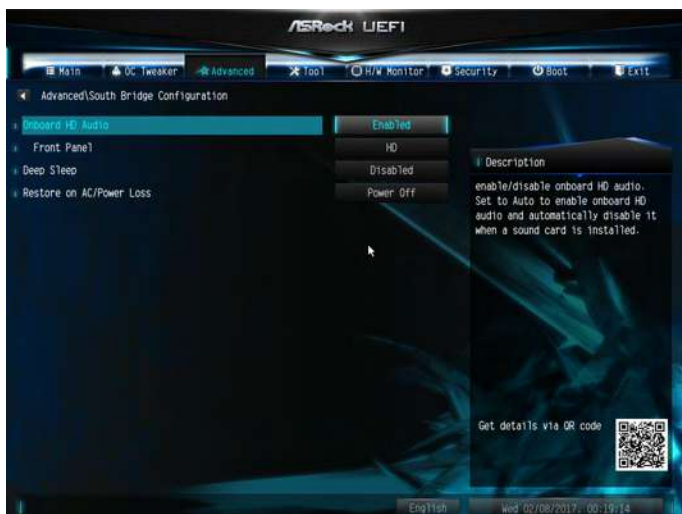 ASRock UEFI
Main OC Tweaker Advanced Tool H/W Monitor Security Boot Exit
Advanced\South Bridge Configuration
Onboard HD Audio Enabled
Front Panel HD
Deep Sleep Disabled
Restore on AC/Power Loss Power Off
Description
enable/disable onboard HD audio.
Set to Auto to enable onboard HD
audio and automatically disable it
when a sound card is installed.
Get details via QR code
English Wed 02/08/2017, 00:19:14